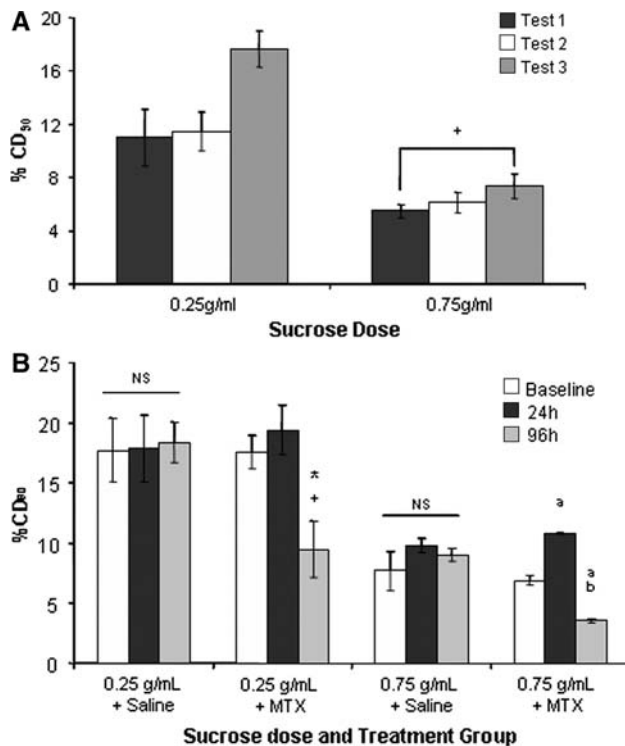 A
20
16
12
8
4
0
% CD90
Test 1
Test 2
Test 3
+
0.25g/ml
0.75g/ml
Sucrose Dose
B
25
20
15
10
5
0
%CD90
NS
Baseline
24h
96h
*
+
NS
a
a
b
0.25 g/mL + Saline
0.25 g/mL + MTX
0.75 g/mL + Saline
0.75 g/mL + MTX
Sucrose dose and Treatment Group